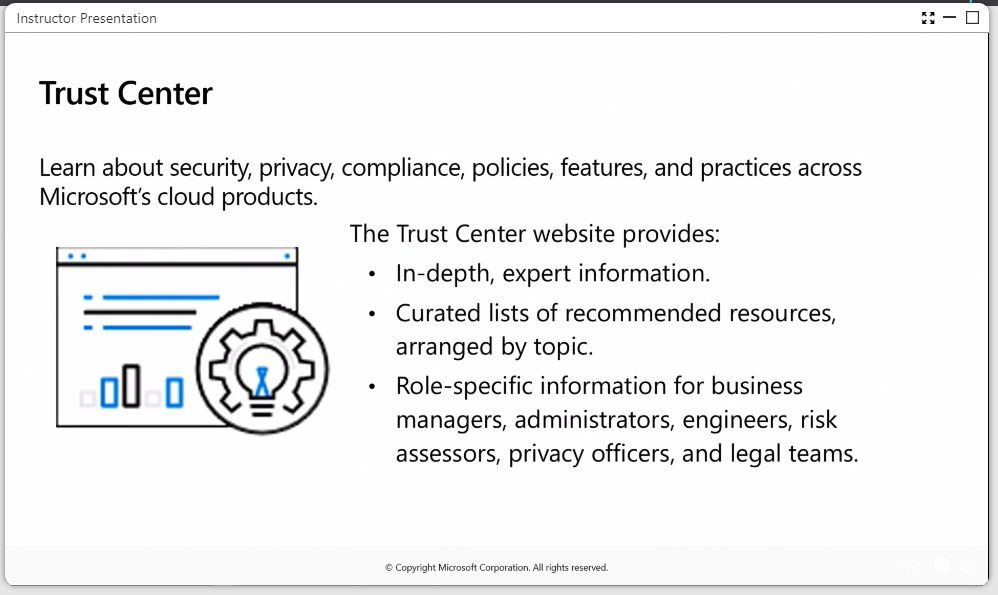 Instructor Presentation
Trust Center
Learn about security, privacy, compliance, policies, features, and practices across
Microsoft's cloud products.
The Trust Center website provides:
• In-depth, expert information.
• Curated lists of recommended resources,
arranged by topic.
• Role-specific information for business
managers, administrators, engineers, risk
assessors, privacy officers, and legal teams.
© Copyright Microsoft Corporation. All rights reserved.